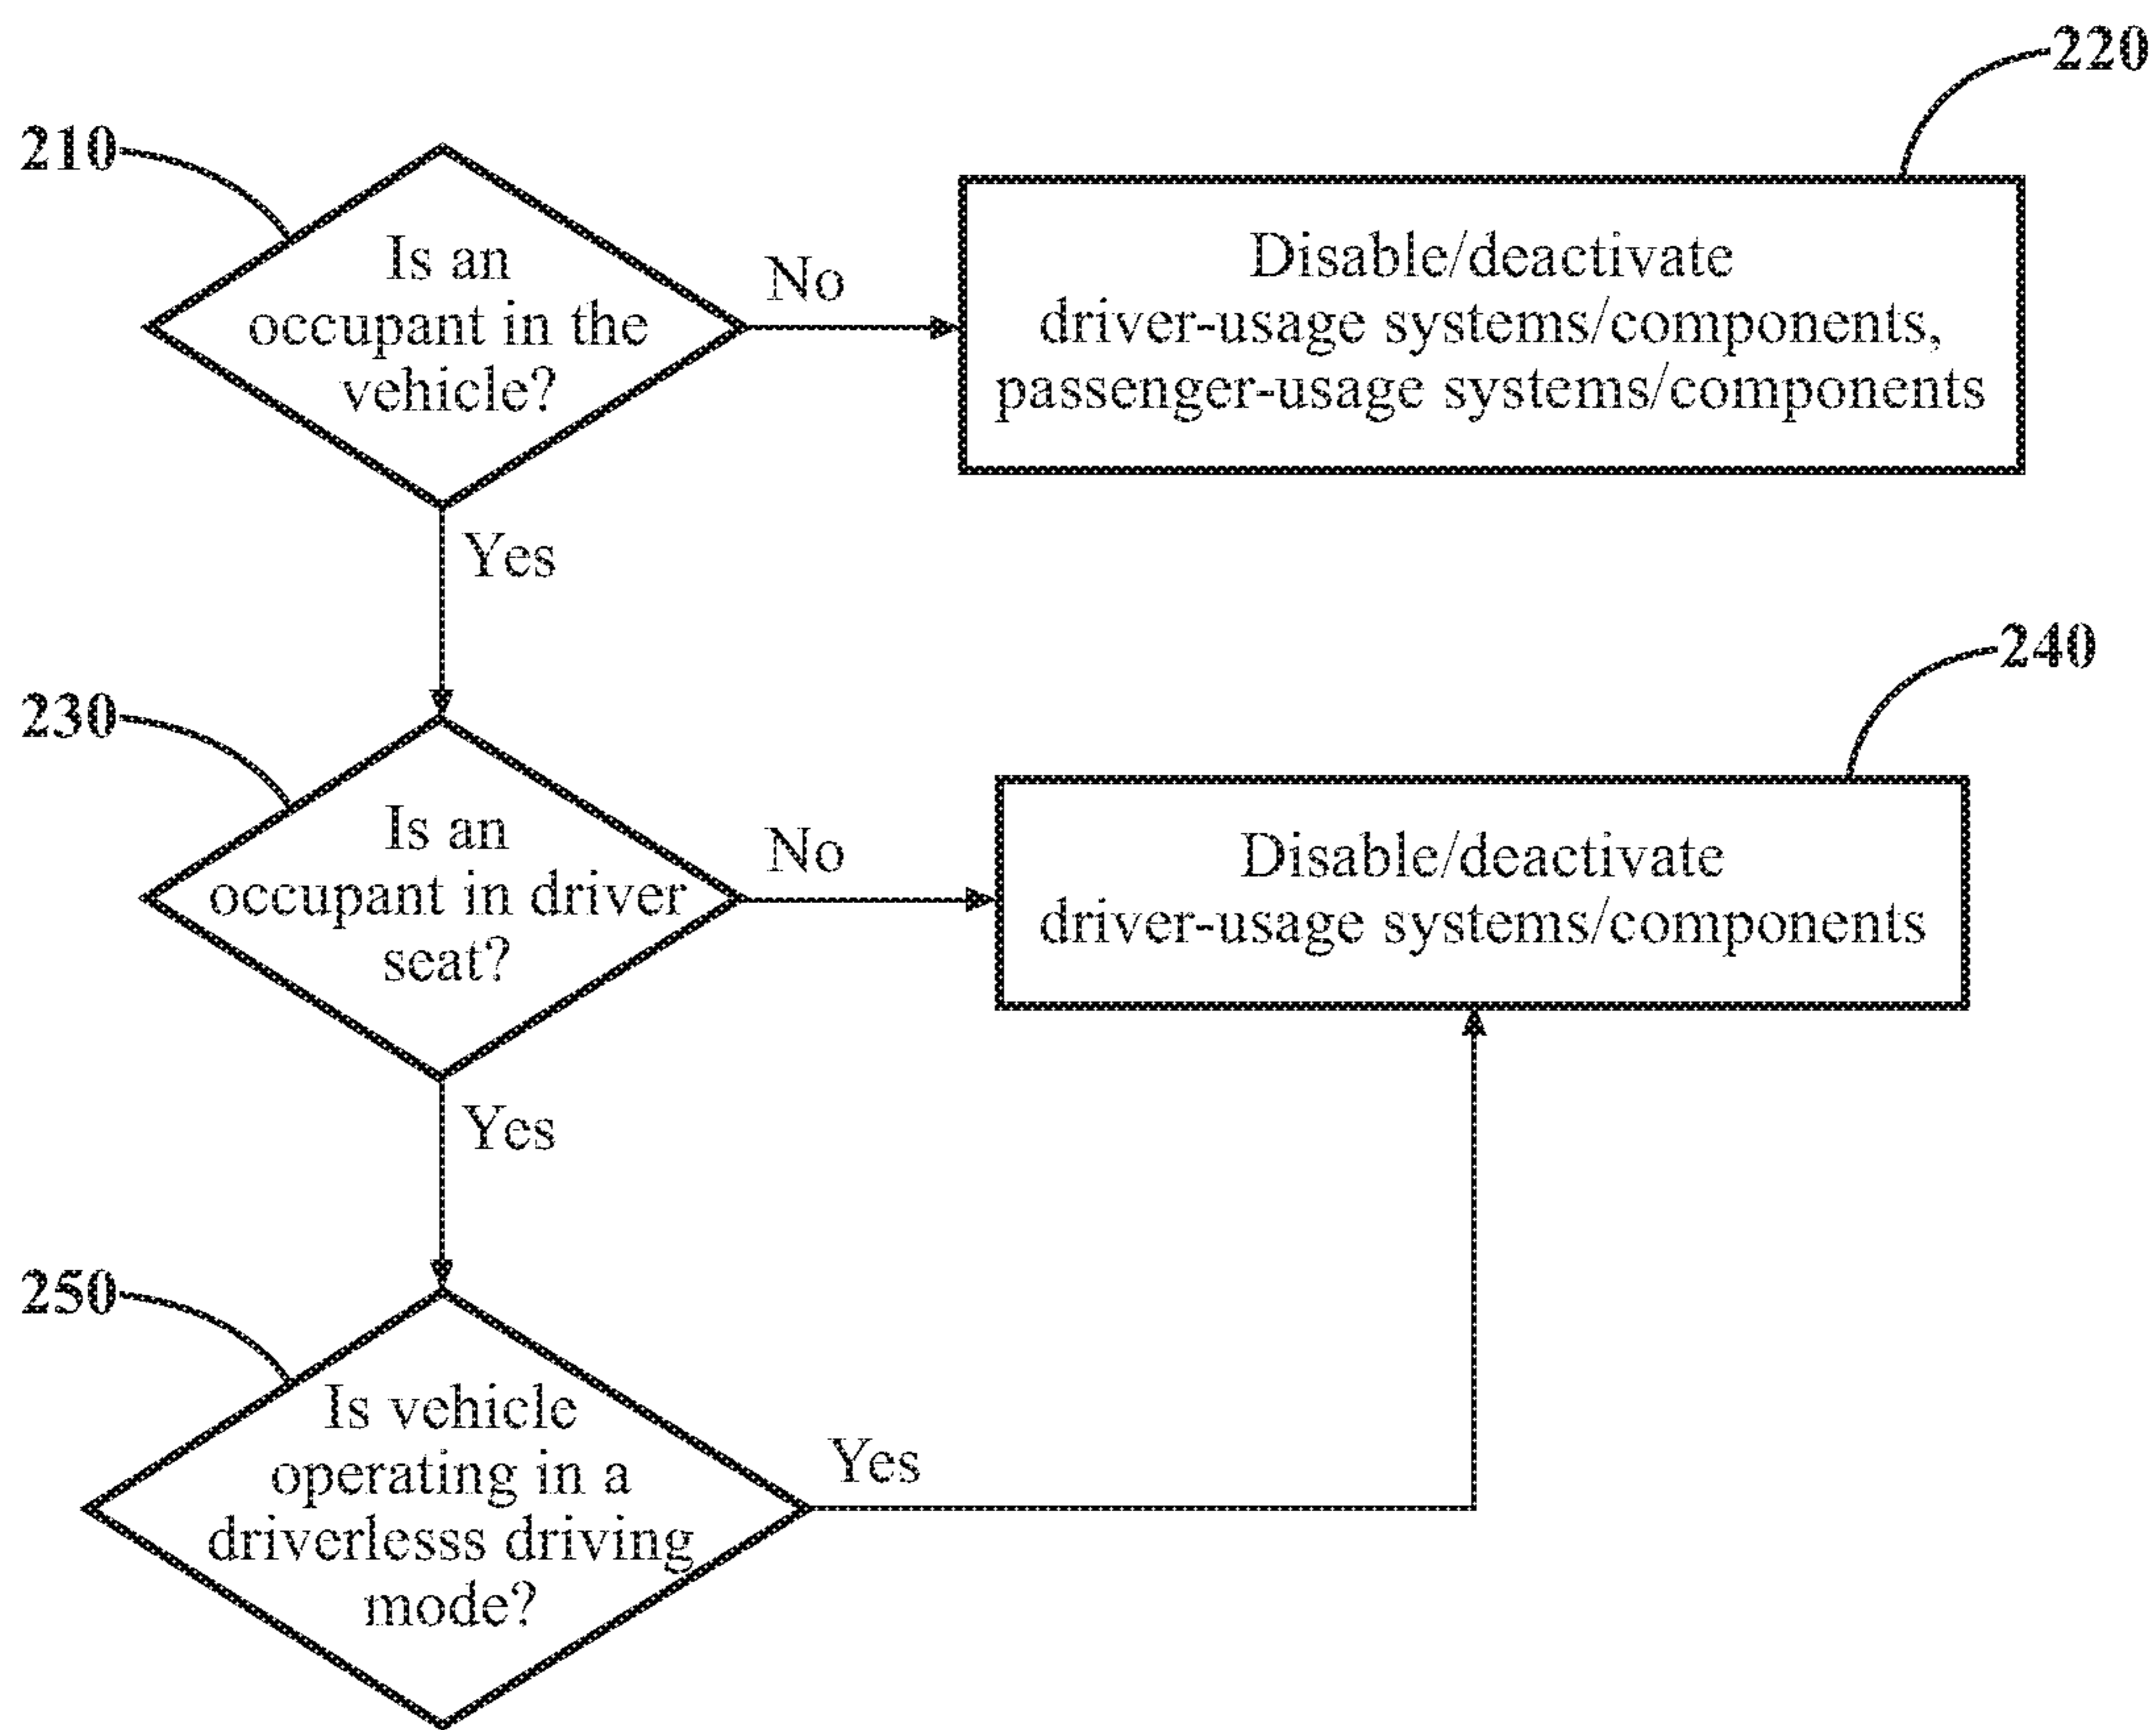 220
210
Is an
occupant in the
vehicle?
No
Disable/deactivate
driver-usage systems/components,
passenger-usage systems/components
Yes
240
230
Is an
occupant in driver
seat?
No
Disable/deactivate
driver-usage systems/components
Yes
250
Is vehicle
operating in a
driverlesss driving
mode?
Yes